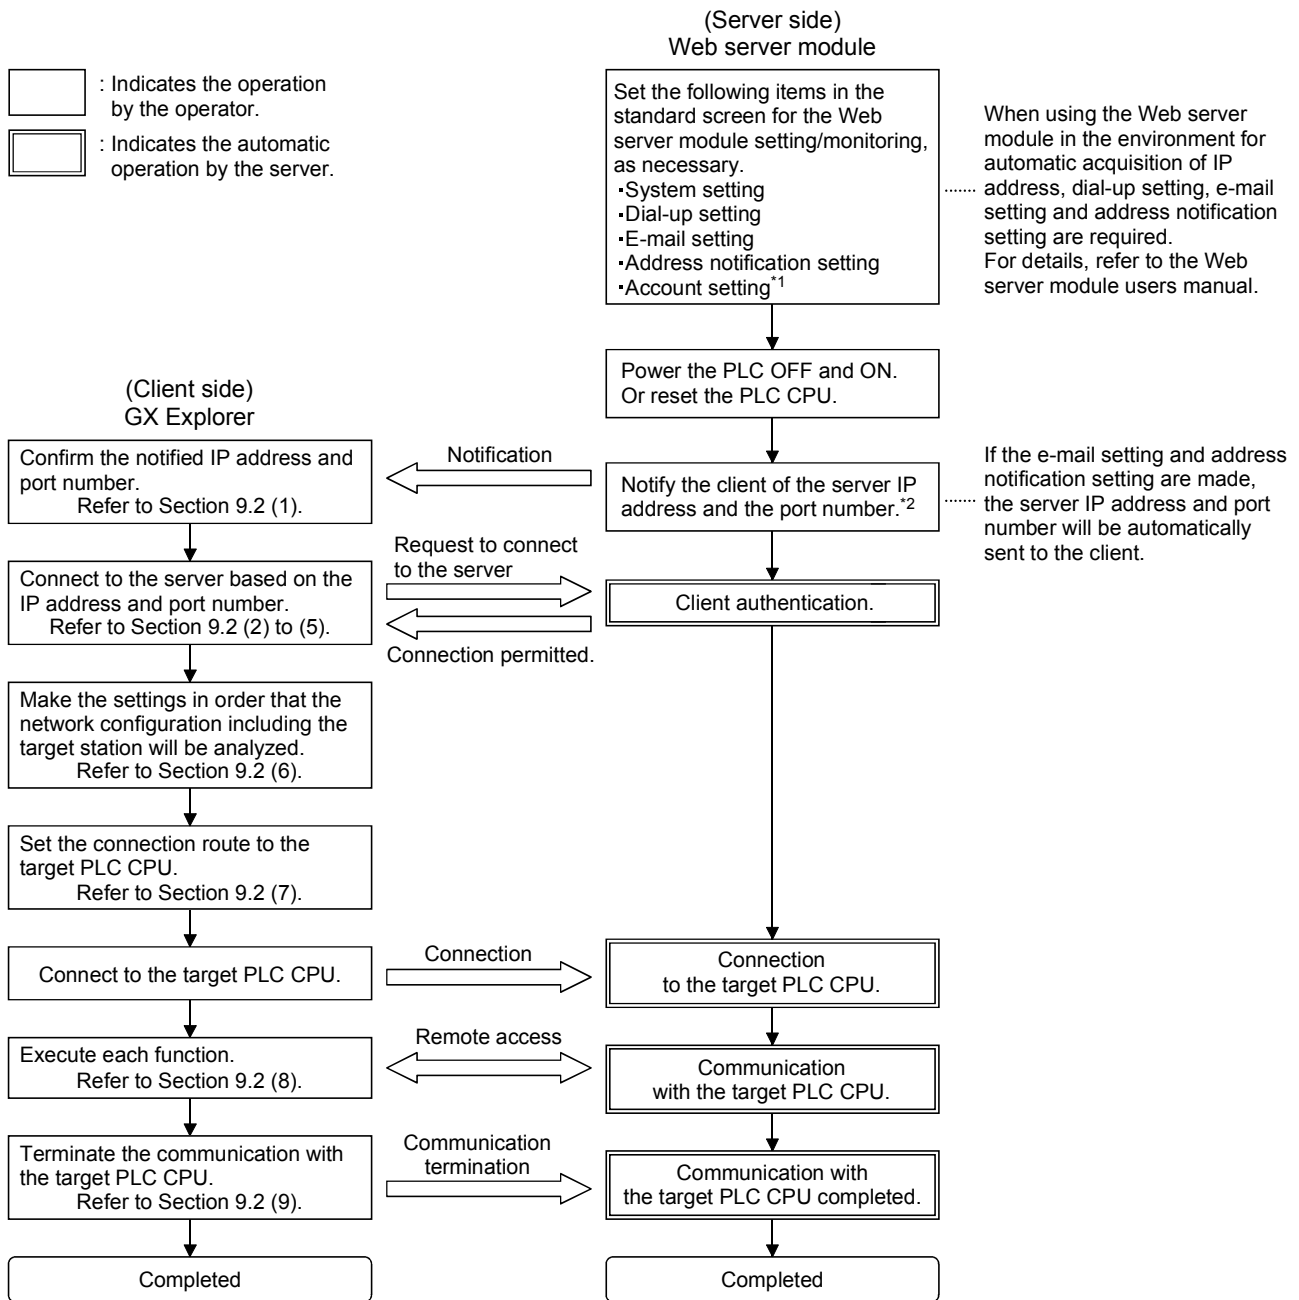 (Server side)
Web server module
: Indicates the operation
by the operator.
: Indicates the automatic
operation by the server.
Set the following items in the
standard screen for the Web
server module setting/monitoring,
as necessary.
・System setting
・Dial-up setting
・E-mail setting
・Address notification setting
・Account setting*1
When using the Web server
module in the environment for
automatic acquisition of IP
address, dial-up setting, e-mail
setting and address notification
setting are required.
For details, refer to the Web
server module users manual.
Power the PLC OFF and ON.
Or reset the PLC CPU.
(Client side)
GX Explorer
Confirm the notified IP address and
port number.
Refer to Section 9.2 (1).
Notification
Notify the client of the server IP
address and the port number.*2
If the e-mail setting and address
notification setting are made,
the server IP address and port
number will be automatically
sent to the client.
Connect to the server based on the
IP address and port number.
Refer to Section 9.2 (2) to (5).
Request to connect
to the server
Client authentication.
Connection permitted.
Make the settings in order that the
network configuration including the
target station will be analyzed.
Refer to Section 9.2 (6).
Set the connection route to the
target PLC CPU.
Refer to Section 9.2 (7).
Connect to the target PLC CPU.
Connection
Connection
to the target PLC CPU.
Execute each function.
Refer to Section 9.2 (8).
Remote access
Communication
with the target PLC CPU.
Terminate the communication with
the target PLC CPU.
Refer to Section 9.2 (9).
Communication
termination
Communication with
the target PLC CPU completed.
Completed
Completed